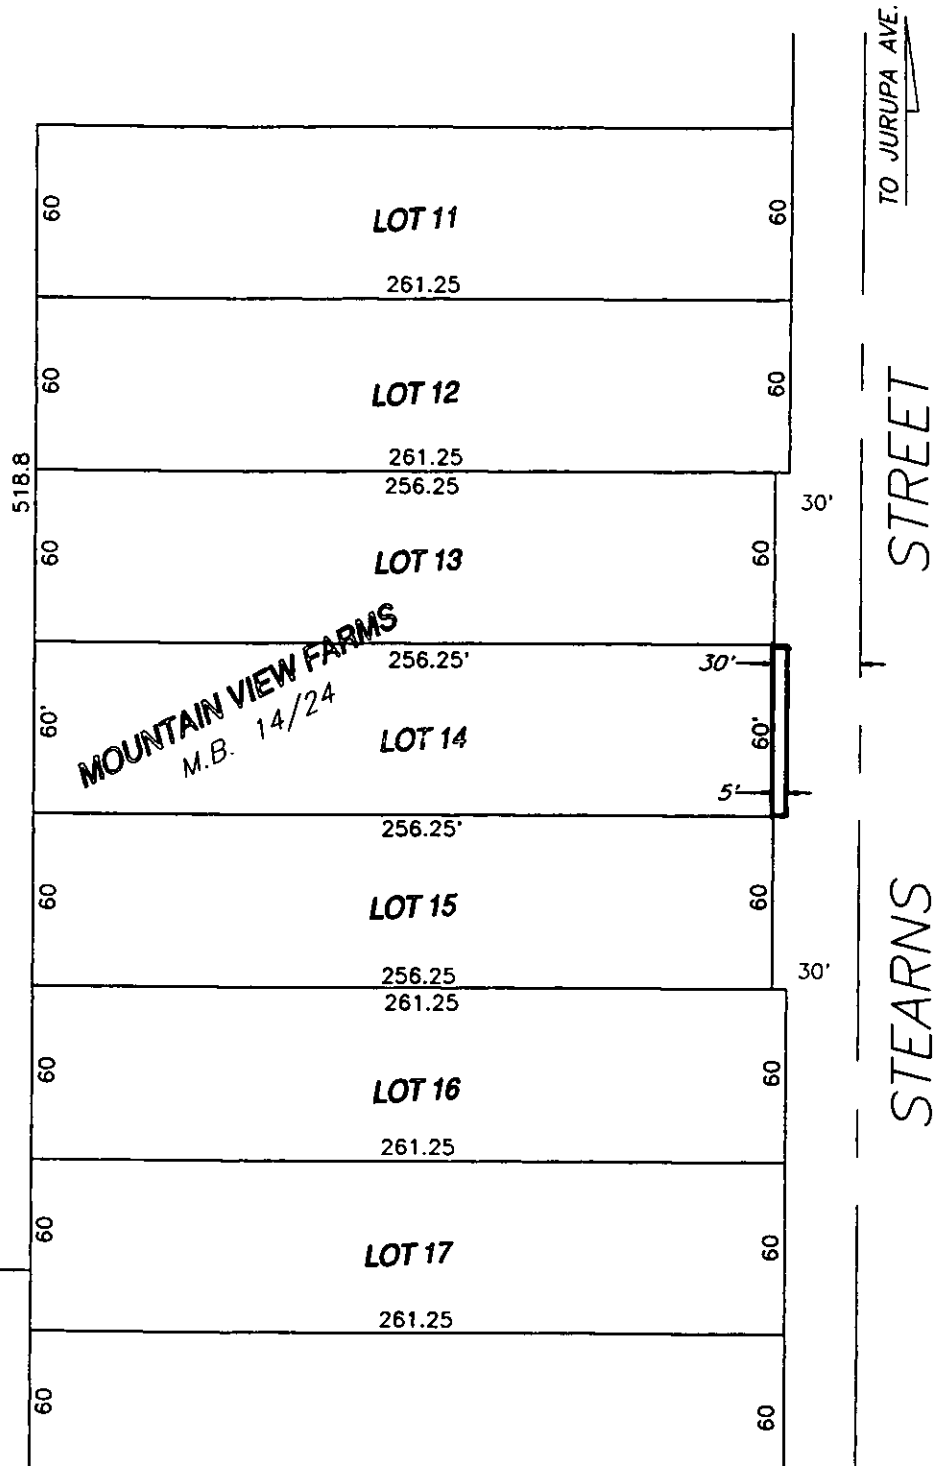 TO JURUPA AVE.
60
LOT 11
60
261.25
60
LOT 12
60
261.25
518.8
256.25
30'
STREET
60
LOT 13
60
MOUNTAIN VIEW FARMS
M.B. 14/24
256.25'
30'
60'
LOT 14
60'
5'
256.25'
60
LOT 15
60
256.25
30'
STEARNS
261.25
60
LOT 16
60
261.25
60
LOT 17
60
261.25
60
60